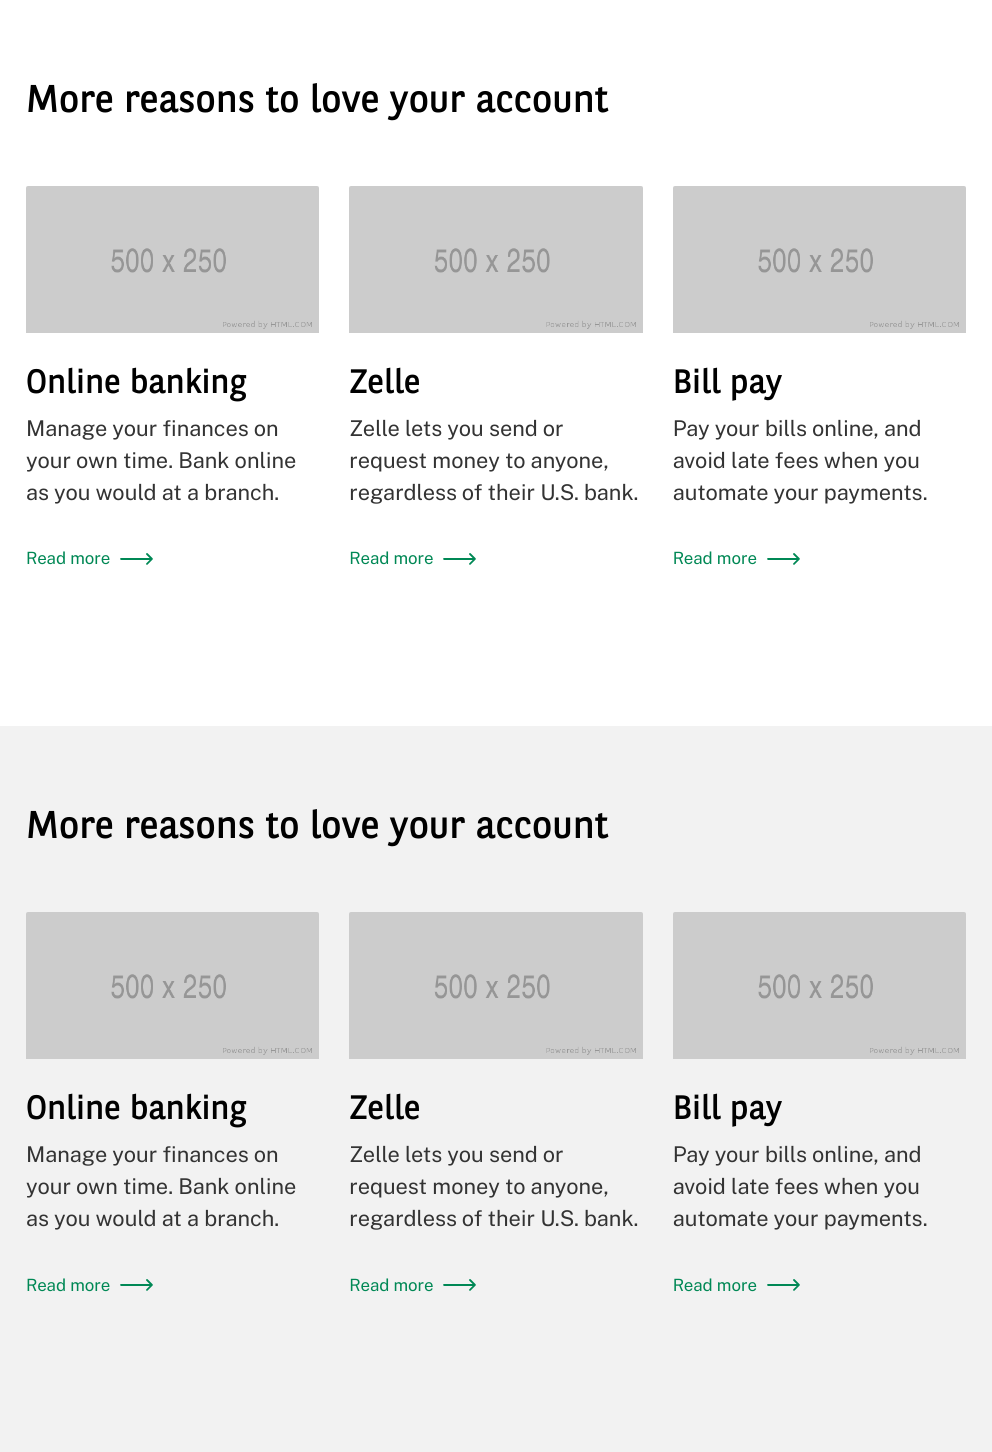 More reasons to love your account
500 x 250
Powered by HTML.COM
500 x 250
Powered by HTML.COM
500 x 250
Powered by HTML.COM
Online banking
Manage your finances on
your own time. Bank online
as you would at a branch.
Read more
Zelle
Zelle lets you send or
request money to anyone,
regardless of their U.S. bank.
Read more
Bill pay
Pay your bills online, and
avoid late fees when you
automate your payments.
Read more
More reasons to love your account
500 x 250
Powered by HTML.COM
500 x 250
Powered by HTML.COM
500 x 250
Powered by HTML.COM
Online banking
Manage your finances on
your own time. Bank online
as you would at a branch.
Read more
Zelle
Zelle lets you send or
request money to anyone,
regardless of their U.S. bank.
Read more
Bill pay
Pay your bills online, and
avoid late fees when you
automate your payments.
Read more